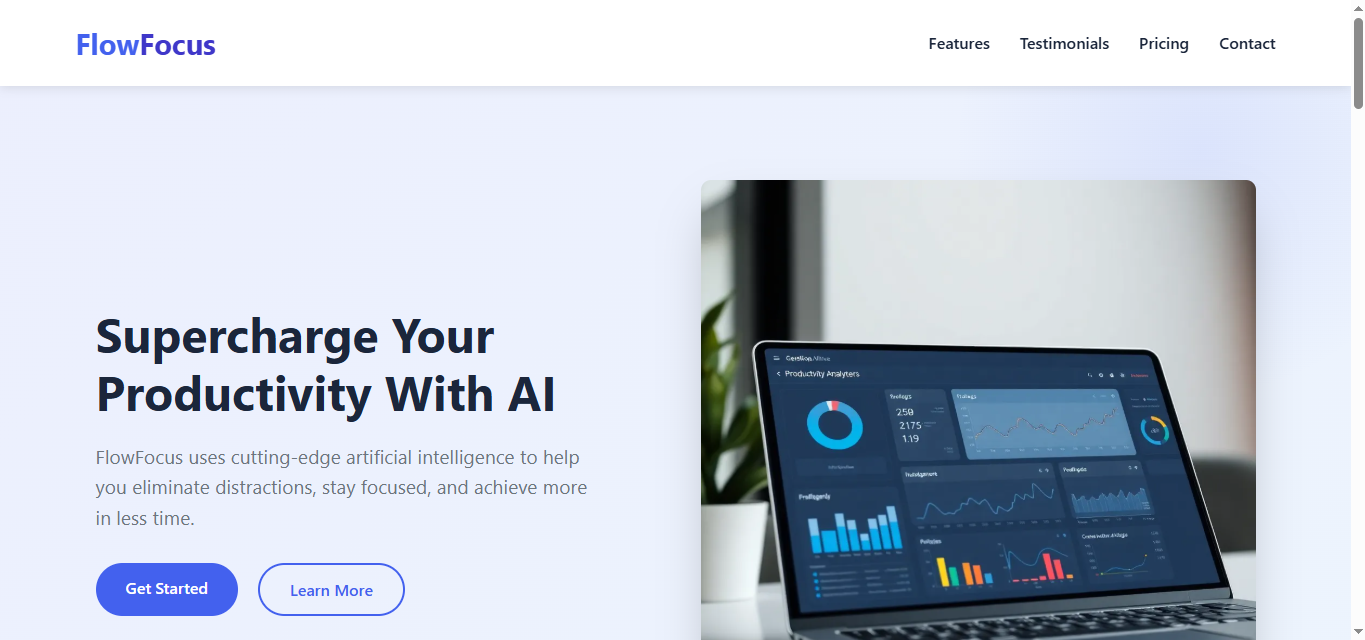 FlowFocus
Features
Testimonials
Pricing
Contact
Supercharge Your
Productivity With AI
FlowFocus uses cutting-edge artificial intelligence to help
you eliminate distractions, stay focused, and achieve more
in less time.
Get Started
Learn More
Productivity Analyters
250
2175
1.19